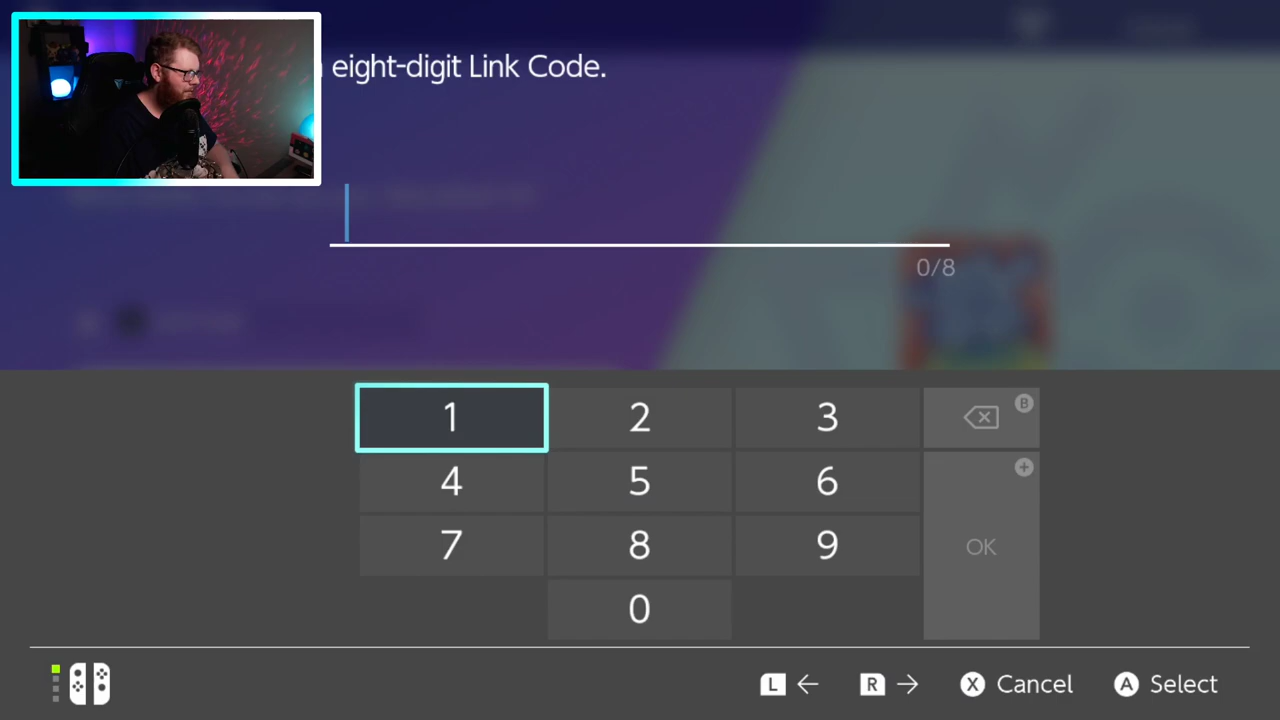 eight-digit Link Code.
0/8
1 2 3 B
4 5 6 +
7 8 9 OK
0
L ← R → X Cancel A Select